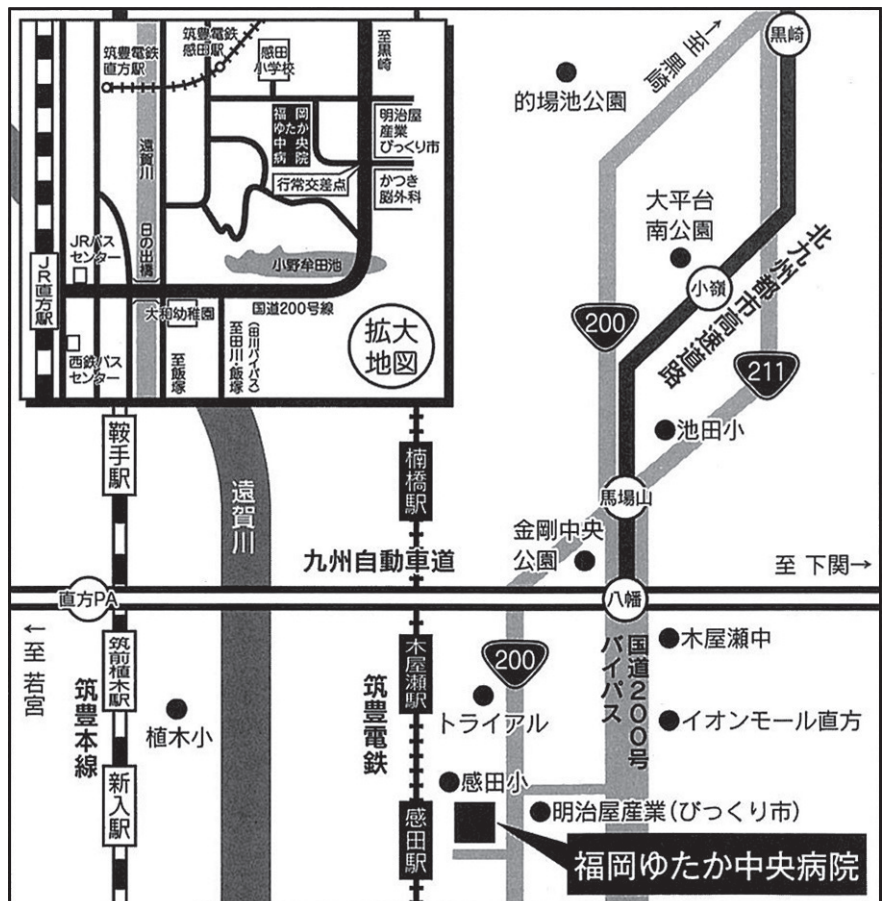 筑豊電鉄
直方駅
筑豊電鉄
感田駅
感田
小学校
至黒崎
福岡
ゆたか
中央
病院
明治屋
産業
びっくり市
行常交差点
かつき
脳外科
遠賀川
日の出橋
JRバス
センター
JR直方駅
小野牟田池
大和幼稚園
国道200号線
西鉄バス
センター
至飯塚
至田川・飯塚
(田川バイパス)
拡大
地図
黒崎
←至黒崎
的場池公園
大平台
南公園
小嶺
北九州都市高速道路
200
211
池田小
馬場山
鞍手駅
遠賀川
楠橋駅
金剛中央
公園
九州自動車道
至 下関→
直方PA
八幡
←至 若宮
筑前植木駅
筑豊本線
植木小
新入駅
木屋瀬駅
筑豊電鉄
感田駅
200
トライアル
国道200号
バイパス
木屋瀬中
イオンモール直方
感田小
明治屋産業(びっくり市)
福岡ゆたか中央病院